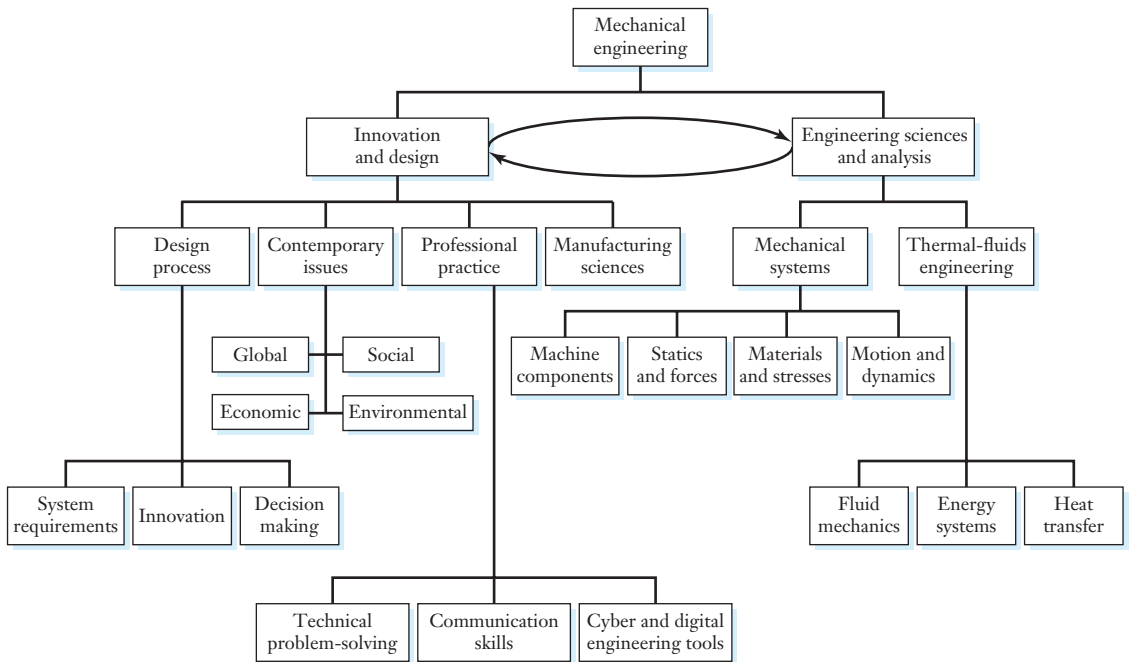 Mechanical
engineering
Innovation
and design
Engineering sciences
and analysis
Design
process
Contemporary
issues
Professional
practice
Manufacturing
sciences
Mechanical
systems
Thermal-fluids
engineering
Global
Social
Economic
Environmental
Machine
components
Statics
and forces
Materials
and stresses
Motion and
dynamics
System
requirements
Innovation
Decision
making
Fluid
mechanics
Energy
systems
Heat
transfer
Technical
problem-solving
Communication
skills
Cyber and digital
engineering tools